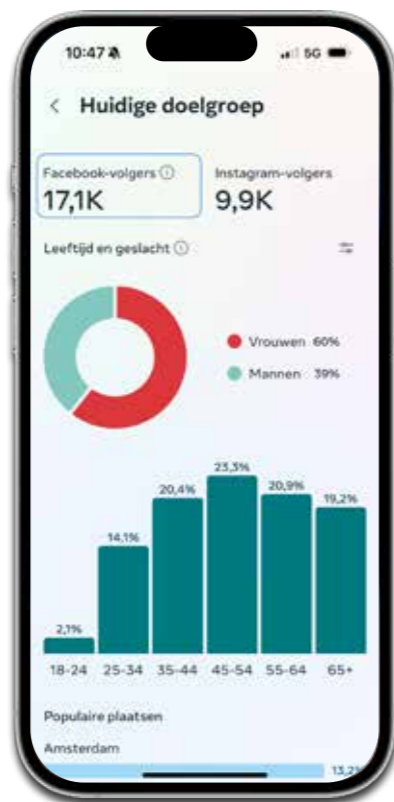 10:47
5G
< Huidige doelgroep
Facebook-volgers Instagram-volgers
17,1K 9,9K
Leeftijd en geslacht
Vrouwen 60%
Mannen 39%
23,3%
20,4% 20,9%
19,2%
14,1%
2,1%
18-24 25-34 35-44 45-54 55-64 65+
Populaire plaatsen
Amsterdam
13,2%